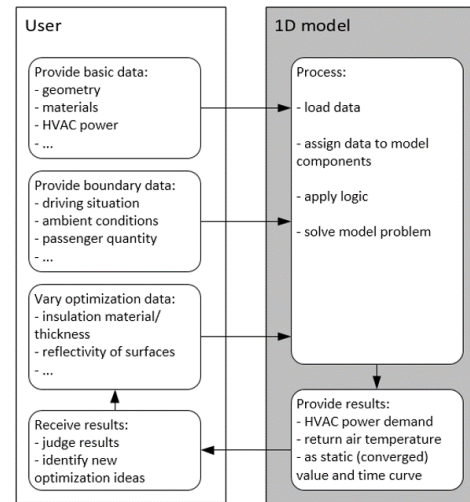 User
Provide basic data:
- geometry
- materials
- HVAC power
- ...
Provide boundary data:
- driving situation
- ambient conditions
- passenger quantity
- ...
Vary optimization data:
- insulation material/
thickness
- reflectivity of surfaces
- ...
Receive results:
- judge results
- identify new
optimization ideas
1D model
Process:
- load data
- assign data to model
components
- apply logic
- solve model problem
Provide results:
- HVAC power demand
- return air temperature
- as static (converged)
value and time curve